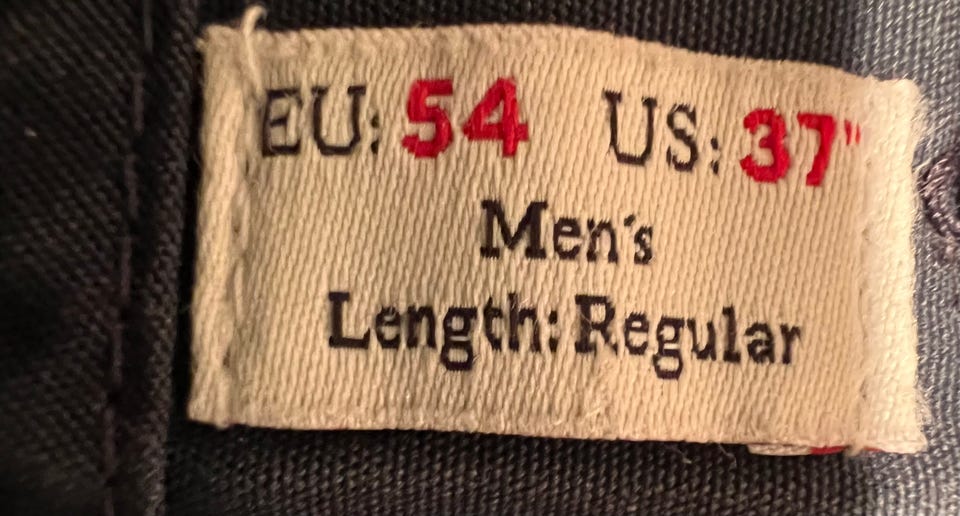 EU: 54 US: 37"
Men's
Length: Regular